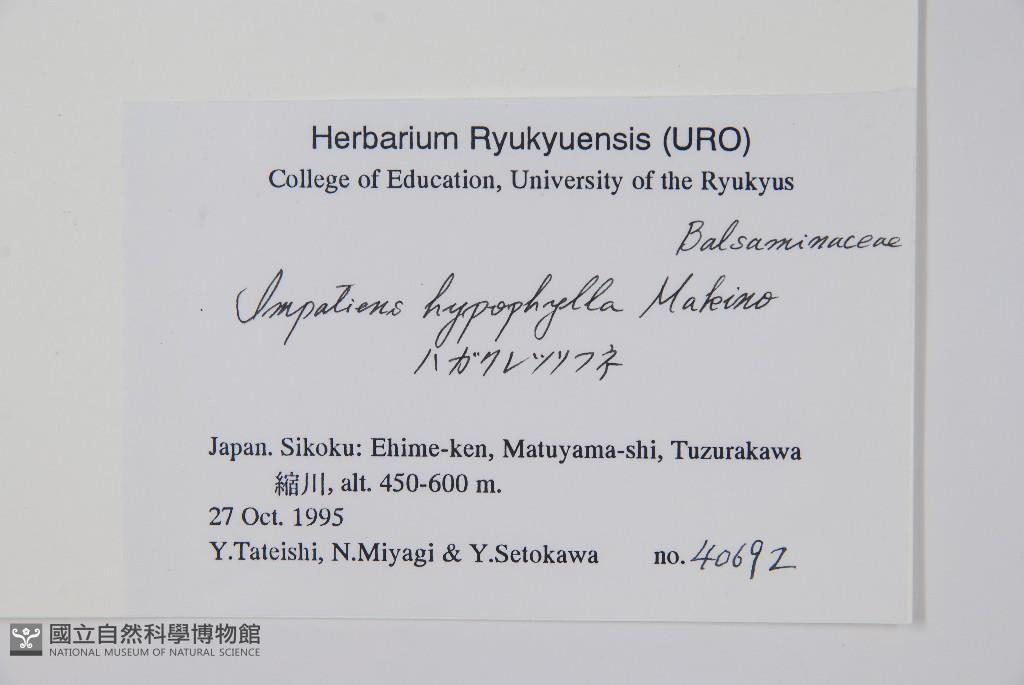 Herbarium Ryukyuensis (URO)
College of Education, University of the Ryukyus
Balsaminaceae
Impatiens hypophylla Makino
ハガクレツリフネ
Japan. Sikoku: Ehime-ken, Matuyama-shi, Tuzurakawa
縮川, alt. 450-600 m.
27 Oct. 1995
Y.Tateishi, N.Miyagi & Y.Setokawa no. 40692
國立自然科學博物館
NATIONAL MUSEUM OF NATURAL SCIENCE